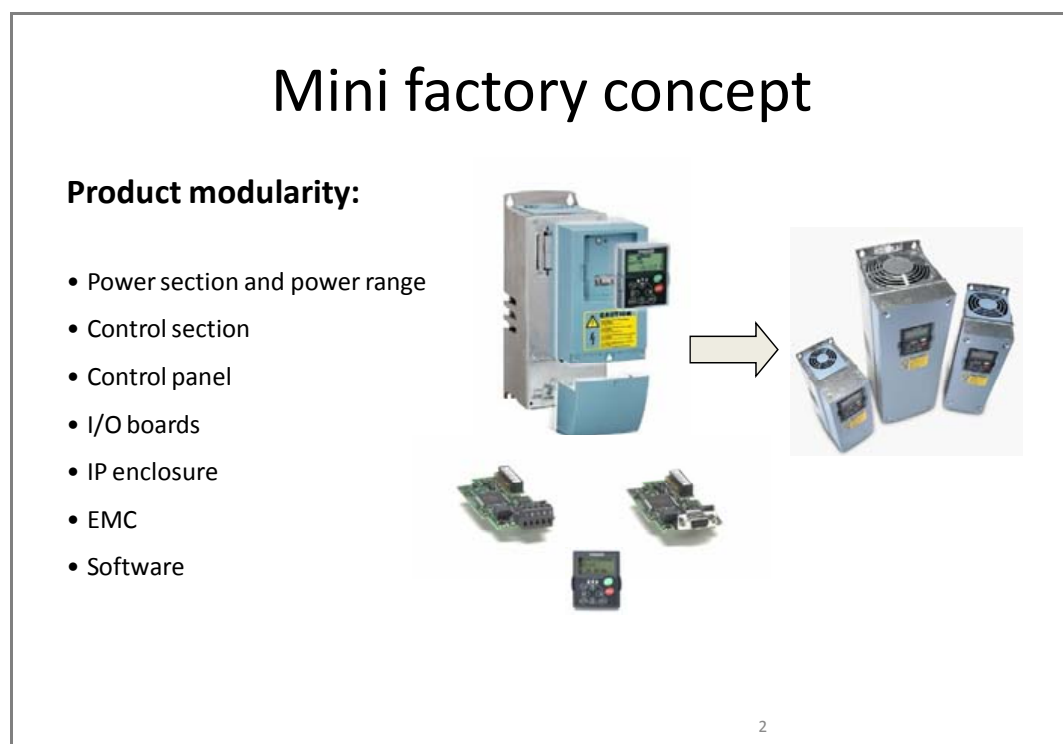 Mini factory concept
Product modularity:
• Power section and power range
• Control section
• Control panel
• I/O boards
• IP enclosure
• EMC
• Software
CAUTION
2